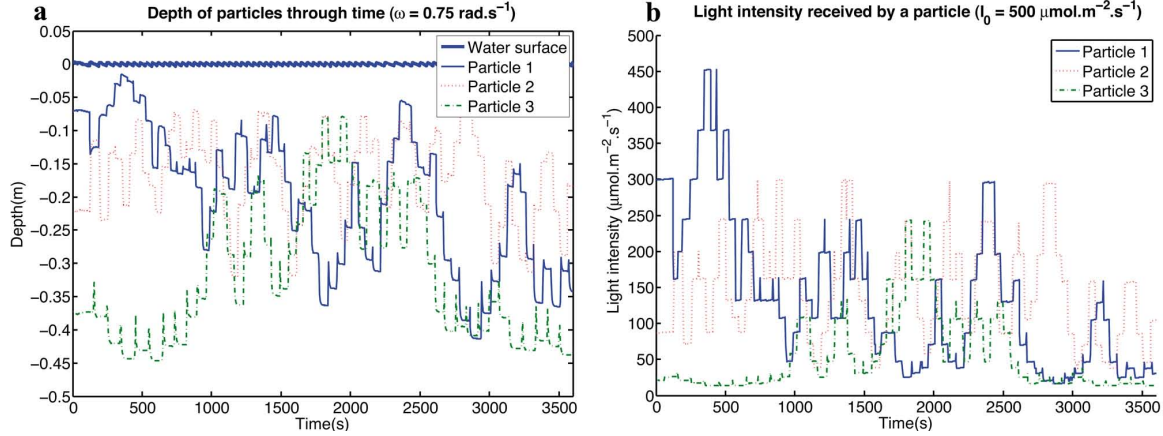 a
Depth of particles through time (ω = 0.75 rad.s⁻¹)
0.05
0
−0.05
−0.1
−0.15
−0.2
−0.25
−0.3
−0.35
−0.4
−0.45
−0.5
Depth(m)
Water surface
Particle 1
Particle 2
Particle 3
0 500 1000 1500 2000 2500 3000 3500
Time(s)
b
Light intensity received by a particle (I₀ = 500 μmol.m⁻².s⁻¹)
500
450
400
350
300
250
200
150
100
50
0
Light intensity (μmol.m⁻².s⁻¹)
Particle 1
Particle 2
Particle 3
0 500 1000 1500 2000 2500 3000 3500
Time(s)